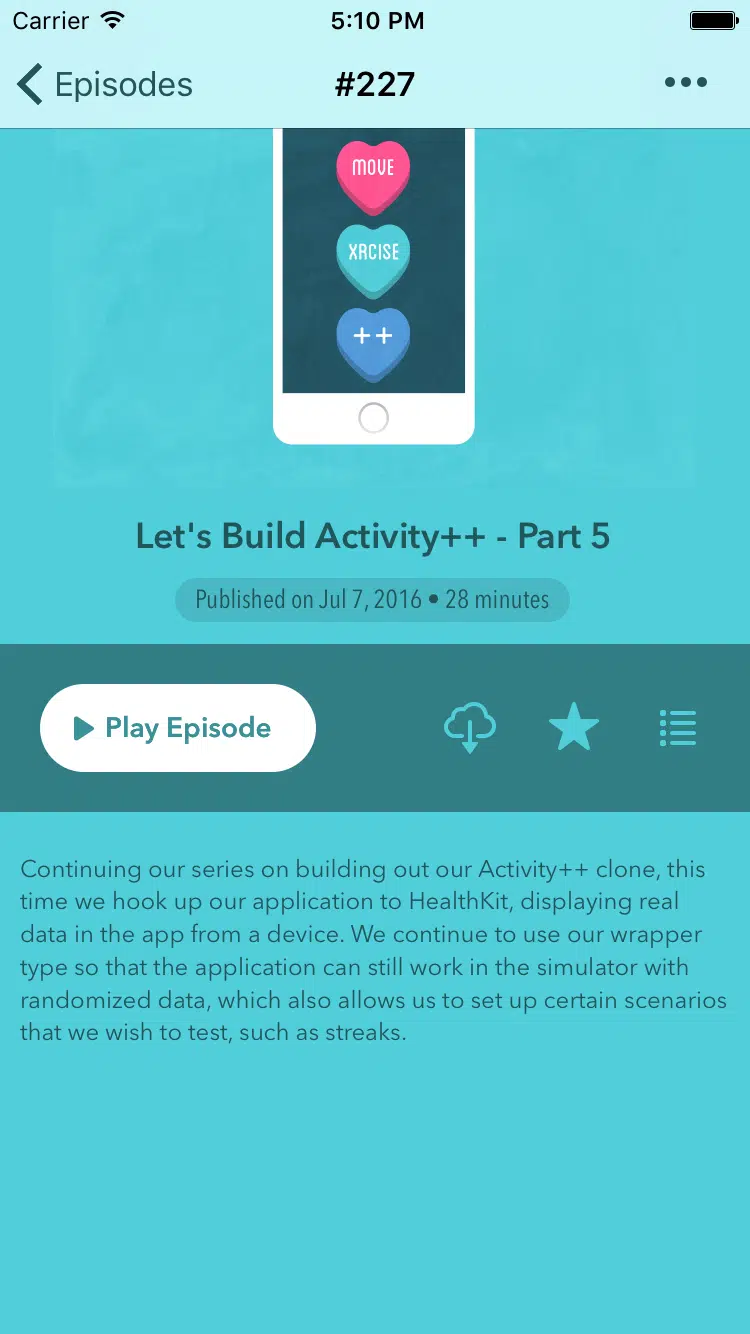 Carrier 5:10 PM
Episodes #227
MOVE
XRCISE
++
Let's Build Activity++ - Part 5
Published on Jul 7, 2016 • 28 minutes
Play Episode
Continuing our series on building out our Activity++ clone, this
time we hook up our application to HealthKit, displaying real
data in the app from a device. We continue to use our wrapper
type so that the application can still work in the simulator with
randomized data, which also allows us to set up certain scenarios
that we wish to test, such as streaks.